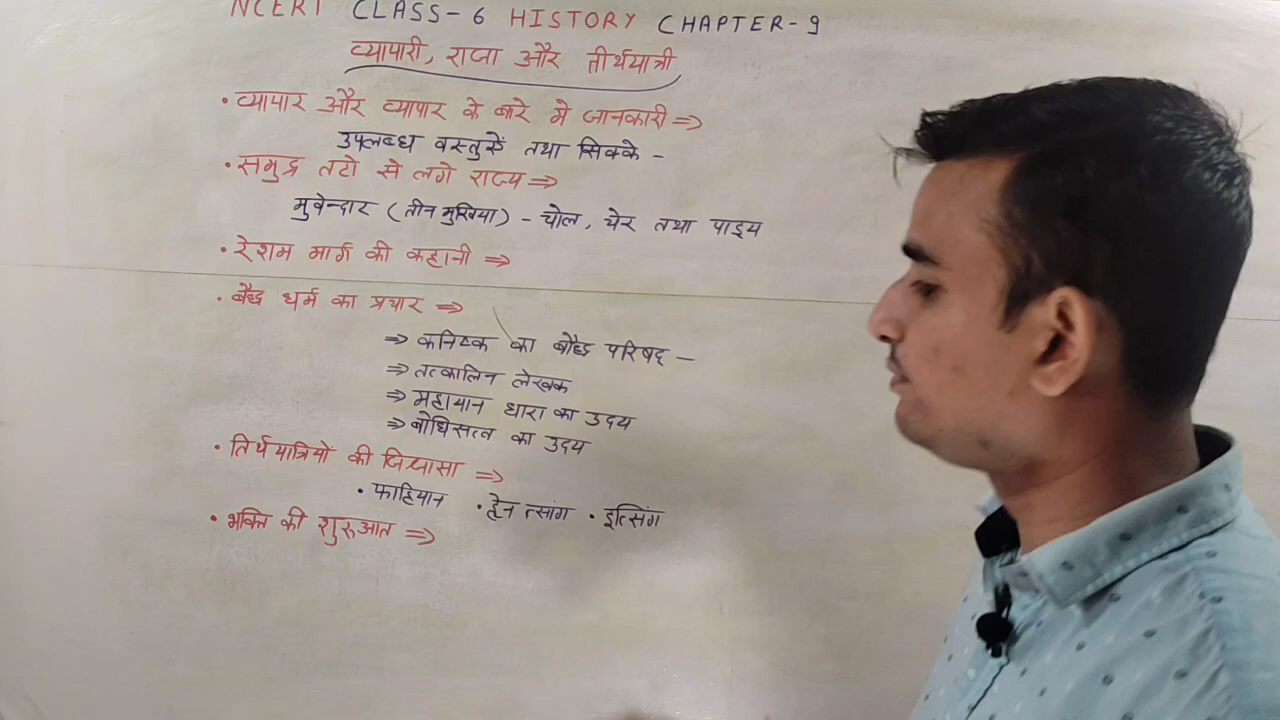 NCERT CLASS-6 HISTORY CHAPTER-9
व्यापारी, राजा और तीर्थयात्री
• व्यापार और व्यापार के बारे मे जानकारी ⇒
उपलब्ध वस्तुएें तथा सिक्के -
• समुद्र तटो से लगे राज्य ⇒
मुवेन्दार (तीन मुखिया) - चोल, चेर तथा पाड्य
• रेशम मार्ग की कहानी ⇒
• बौद्ध धर्म का प्रचार ⇒
⇒ कनिष्क का बौद्ध परिषद -
⇒ तत्कालिन लेखक
⇒ महायान धारा का उदय
⇒ बोधिसत्व का उदय
• तिर्थयात्रियो की जिज्ञासा ⇒
• फाहियान • ह्वेन त्सांग • इत्सिंग
• भक्ति की शुरुआत ⇒